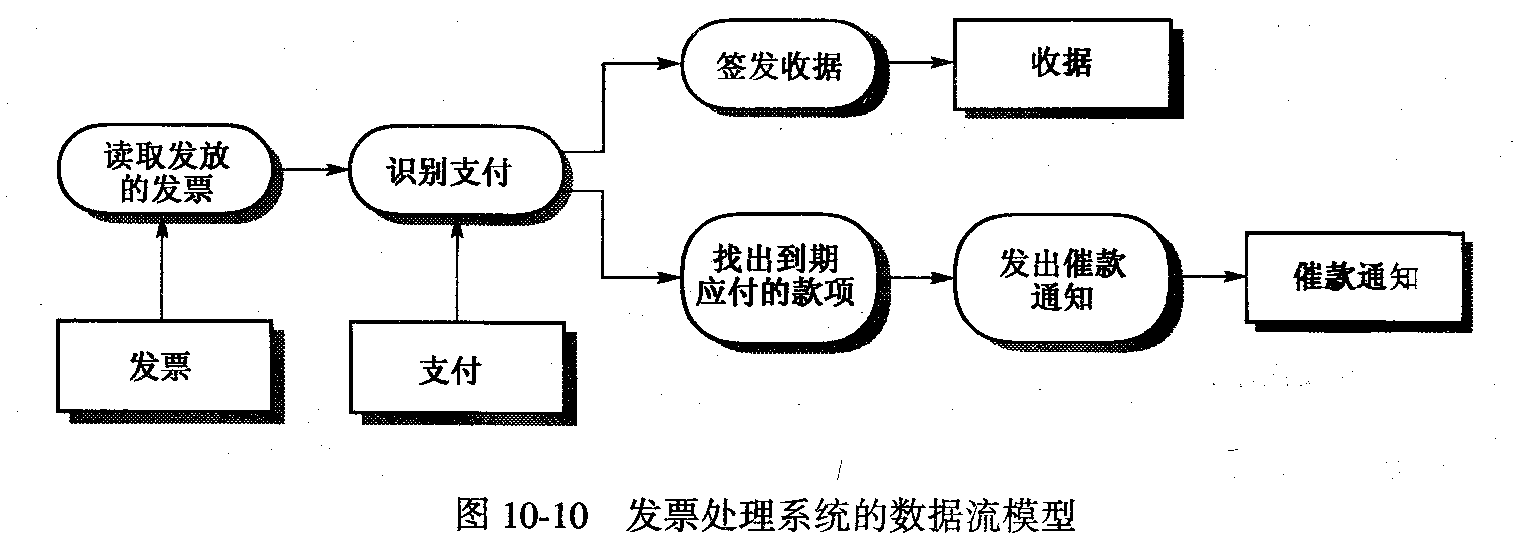 签发收据
收据
读取发放
的发票
识别支付
找出到期
应付的款项
发出催款
通知
催款通知
发票
支付
图 10-10 发票处理系统的数据流模型